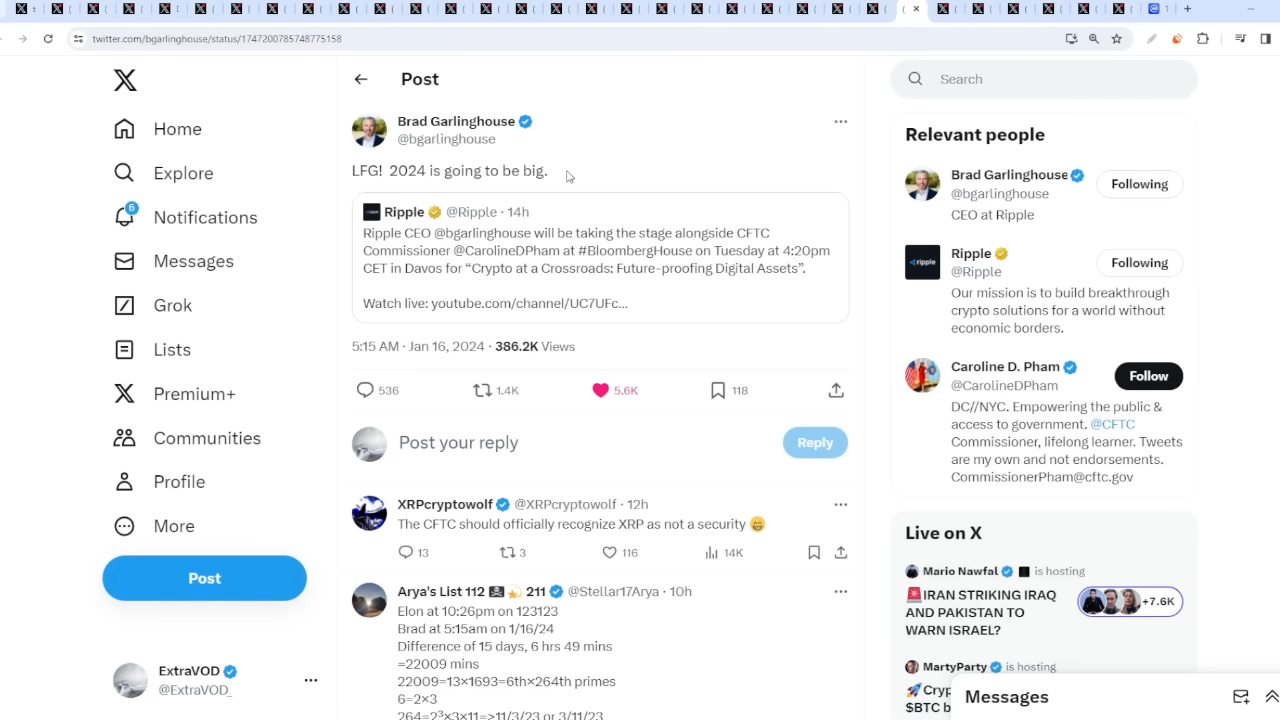 twitter.com/bgarlinghouse/status/1747200785748775158
Home
Explore
6
Notifications
Messages
Grok
Lists
Premium+
Communities
Profile
More
Post
ExtraVOD
@ExtraVOD_
Post
Brad Garlinghouse
@bgarlinghouse
LFG! 2024 is going to be big.
Ripple @Ripple · 14h
Ripple CEO @bgarlinghouse will be taking the stage alongside CFTC
Commissioner @CarolineDPham at #BloombergHouse on Tuesday at 4:20pm
CET in Davos for “Crypto at a Crossroads: Future-proofing Digital Assets”.
Watch live: youtube.com/channel/UC7UFc...
5:15 AM · Jan 16, 2024 · 386.2K Views
536 1.4K 5.6K 118
Post your reply
Reply
XRPcryptowolf @XRPcryptowolf · 12h
The CFTC should officially recognize XRP as not a security 😁
13 3 116 14K
Arya's List 112 🏴‍☠️💫 211 @Stellar17Arya · 10h
Elon at 10:26pm on 123123
Brad at 5:15am on 1/16/24
Difference of 15 days, 6 hrs 49 mins
=22009 mins
22009=13×1693=6th×264th primes
6=2×3
264=2³×3×11=>11/3/23 or 3/11/23
Search
Relevant people
Brad Garlinghouse
@bgarlinghouse
Following
CEO at Ripple
ripple
Ripple
@Ripple
Following
Our mission is to build breakthrough
crypto solutions for a world without
economic borders.
Caroline D. Pham
@CarolineDPham
Follow
DC//NYC. Empowering the public &
access to government. @CFTC
Commissioner, lifelong learner. Tweets
are my own and not endorsements.
CommissionerPham@cftc.gov
Live on X
Mario Nawfal is hosting
🚨IRAN STRIKING IRAQ
AND PAKISTAN TO
WARN ISRAEL?
+7.6K
MartyParty is hosting
$BTC
Messages